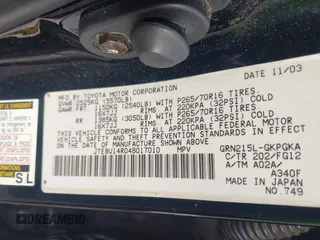 MFD. BY TOYOTA MOTOR CORPORATION DATE 11/03
GVWR 2525KG (5570LB)
GAWR FRT 1150KG (2540LB) WITH P265/70R16 TIRES,
16X7JJ RIMS, AT 220KPA (32PSI) COLD
RR 1385KG (3050LB) WITH P265/70R16 TIRES,
16X7JJ RIMS, AT 220KPA (32PSI) COLD
THIS VEHICLE CONFORMS TO ALL APPLICABLE FEDERAL MOTOR
VEHICLE SAFETY AND THEFT PREVENTION STANDARDS IN EFFECT
ON THE DATE OF MANUFACTURE SHOWN ABOVE.
JTEBU14R048017010 MPV
GRN215L-GKPGKA
C/TR 202/FG12
A/TM A02A/
A340F
MADE IN JAPAN
NO.749
SL